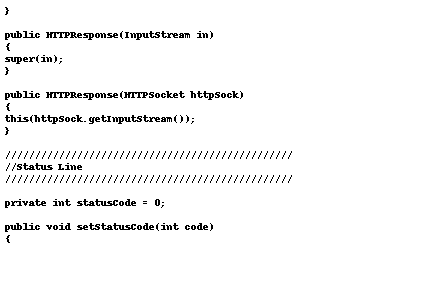 }
public HTTPResponse(InputStream in)
{
super(in);
}
public HTTPResponse(HTTPSocket httpSock)
{
this(httpSock.getInputStream());
}
////////////////////////////////////////////////
//Status Line
////////////////////////////////////////////////
private int statusCode = 0;
public void setStatusCode(int code)
{